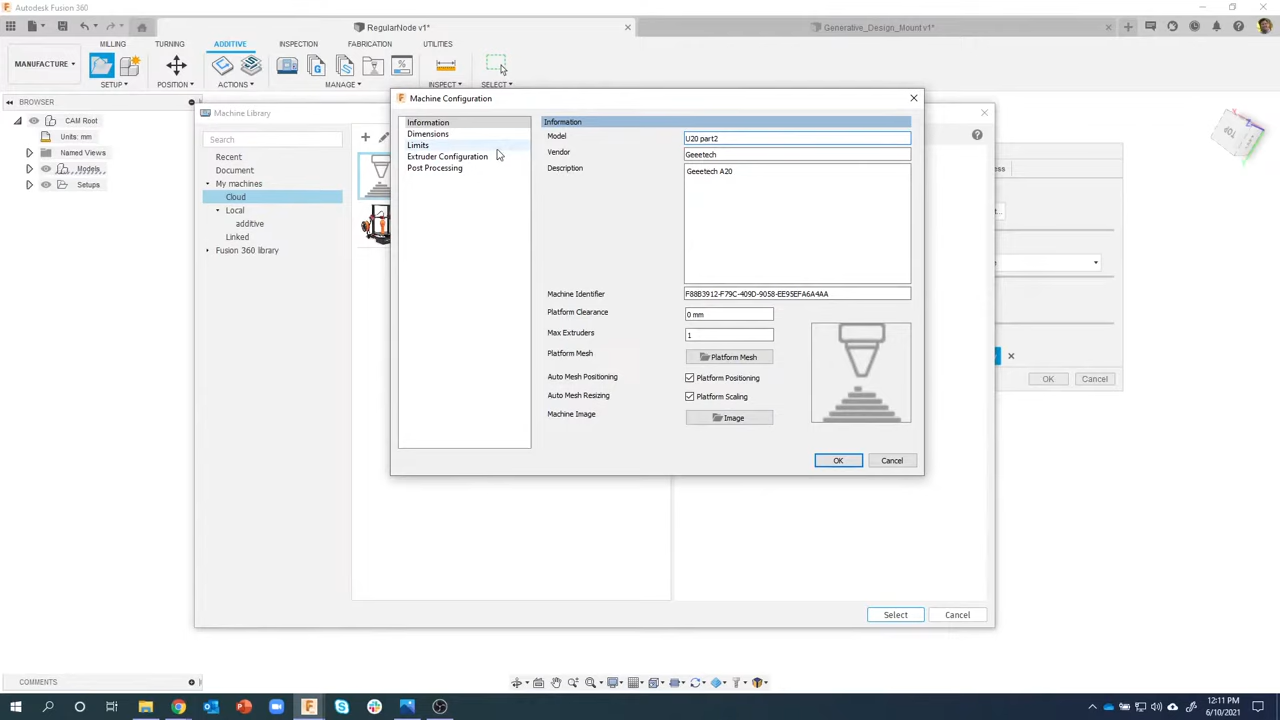 Autodesk Fusion 360
RegularNode v1*
Generative_Design_Mount v1*
MANUFACTURE
MILLING
TURNING
ADDITIVE
INSPECTION
FABRICATION
UTILITIES
SETUP
POSITION
ACTIONS
MANAGE
INSPECT
SELECT
BROWSER
CAM Root
Units: mm
Named Views
Models
Setups
Machine Library
Search
Recent
Document
My machines
Cloud
Local
additive
Linked
Fusion 360 library
Machine Configuration
Information
Dimensions
Limits
Extruder Configuration
Post Processing
Information
Model
U20 part2
Vendor
Geeetech
Description
Geeetech A20
Machine Identifier
F88B3912-F79C-409D-9058-EE95EFA6A4AA
Platform Clearance
0 mm
Max Extruders
1
Platform Mesh
Platform Mesh
Auto Mesh Positioning
Platform Positioning
Auto Mesh Resizing
Platform Scaling
Machine Image
Image
OK
Cancel
OK
Cancel
Select
Cancel
TOP
COMMENTS
12:11 PM
6/10/2021